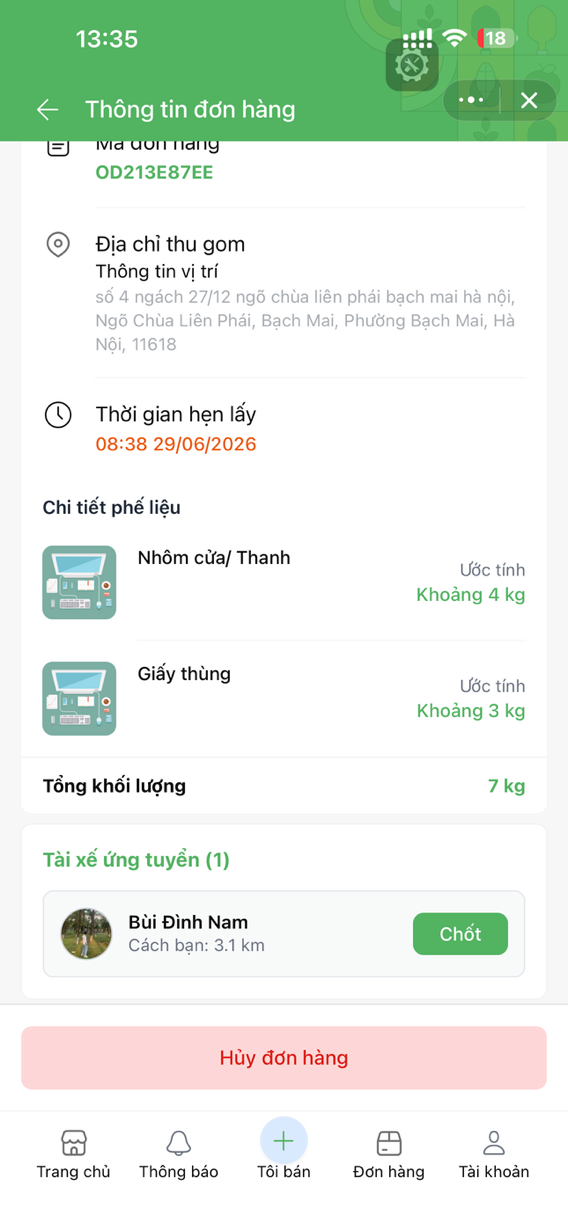 13:35
18
Thông tin đơn hàng
Mã đơn hàng
OD213E87EE
Địa chỉ thu gom
Thông tin vị trí
số 4 ngách 27/12 ngõ chùa liên phái bạch mai hà nội,
Ngõ Chùa Liên Phái, Bạch Mai, Phường Bạch Mai, Hà
Nội, 11618
Thời gian hẹn lấy
08:38 29/06/2026
Chi tiết phế liệu
Nhôm cửa/ Thanh
Ước tính
Khoảng 4 kg
Giấy thùng
Ước tính
Khoảng 3 kg
Tổng khối lượng
7 kg
Tài xế ứng tuyển (1)
Bùi Đình Nam
Cách bạn: 3.1 km
Chốt
Hủy đơn hàng
Trang chủ
Thông báo
Tôi bán
Đơn hàng
Tài khoản